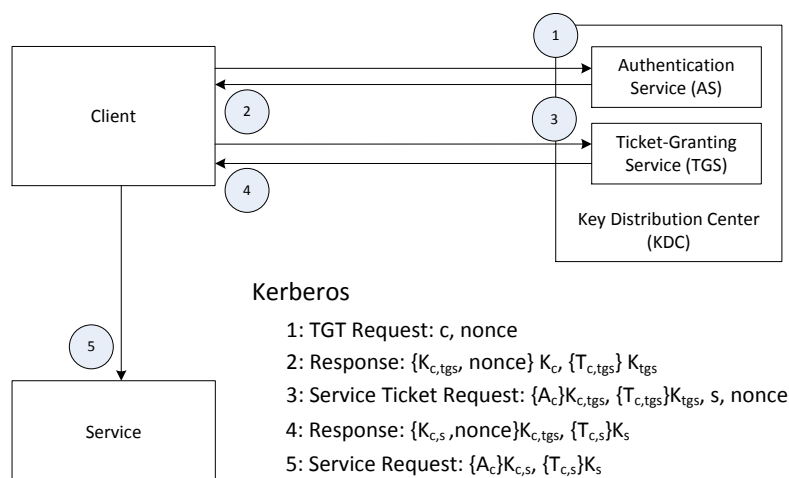 1
Client
Authentication
Service (AS)
2
3
Ticket-Granting
Service (TGS)
4
Key Distribution Center
(KDC)
Kerberos
1: TGT Request: c, nonce
5
2: Response: {Kc,tgs, nonce} Kc, {Tc,tgs} Ktgs
3: Service Ticket Request: {Ac}Kc,tgs, {Tc,tgs}Ktgs, s, nonce
Service
4: Response: {Kc,s ,nonce}Kc,tgs, {Tc,s}Ks
5: Service Request: {Ac}Kc,s, {Tc,s}Ks